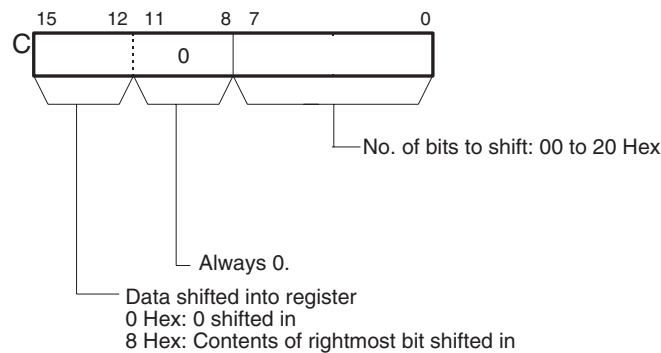 15 12 11 8 7 0
C
0
No. of bits to shift: 00 to 20 Hex
Always 0.
Data shifted into register
0 Hex: 0 shifted in
8 Hex: Contents of rightmost bit shifted in